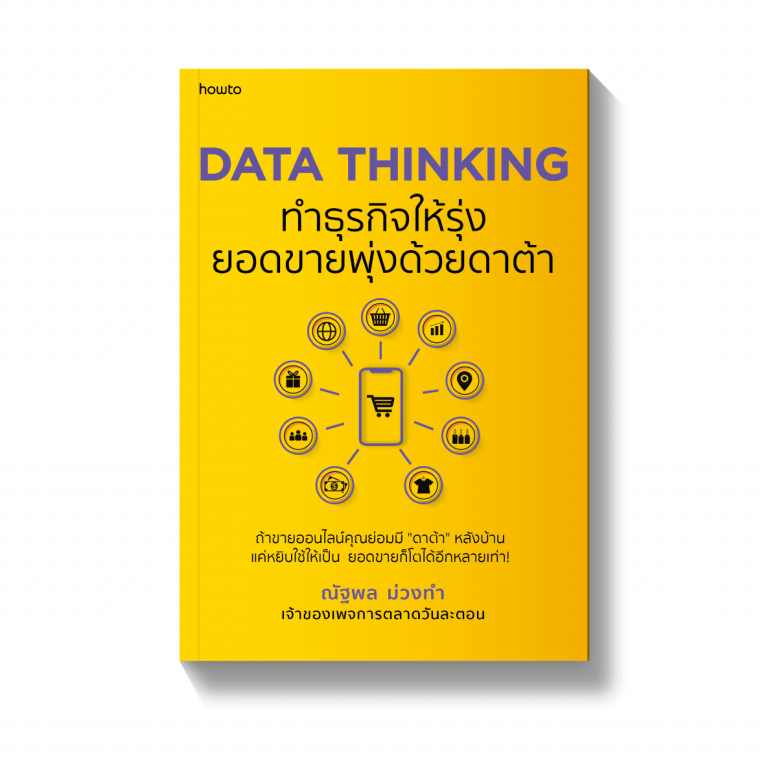 howto
DATA THINKING
ทำธุรกิจให้รุ่ง
ยอดขายพุ่งด้วยดาต้า
ถ้าขายออนไลน์คุณย่อมมี "ดาต้า" หลังบ้าน
แค่หยิบใช้ให้เป็น ยอดขายก็โตได้อีกหลายเท่า!
ณัฐพล ม่วงทำ
เจ้าของเพจการตลาดวันละตอน